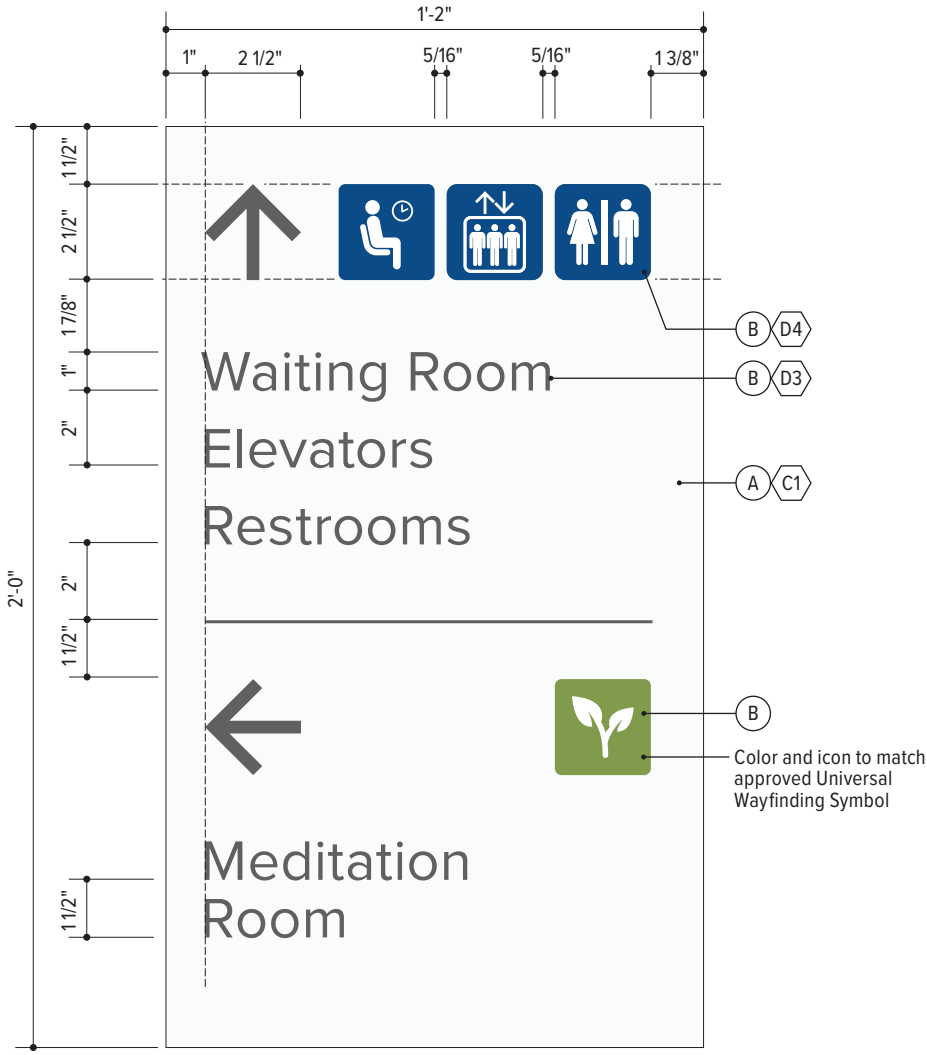 1'-2"
1"
2 1/2"
5/16"
5/16"
1 3/8"
1 1/2"
2 1/2"
1 7/8"
1"
2"
2'-0"
2"
1 1/2"
1 1/2"
B D4
Waiting Room
B D3
Elevators
A C1
Restrooms
B
Color and icon to match
approved Universal
Wayfinding Symbol
Meditation
Room